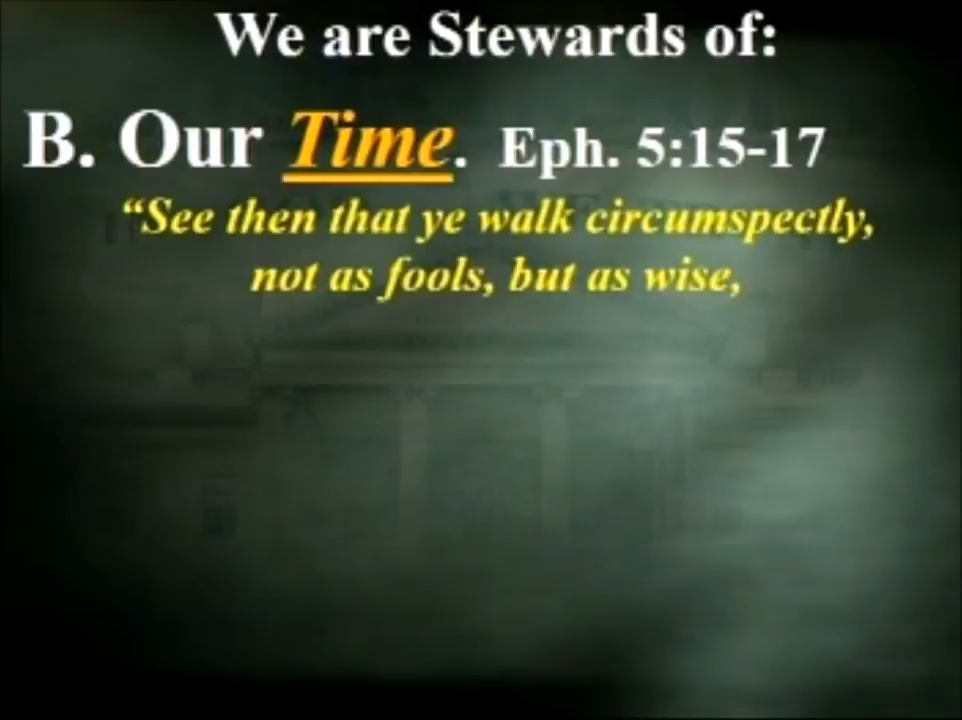 We are Stewards of:
B. Our Time. Eph. 5:15-17
“See then that ye walk circumspectly,
not as fools, but as wise,